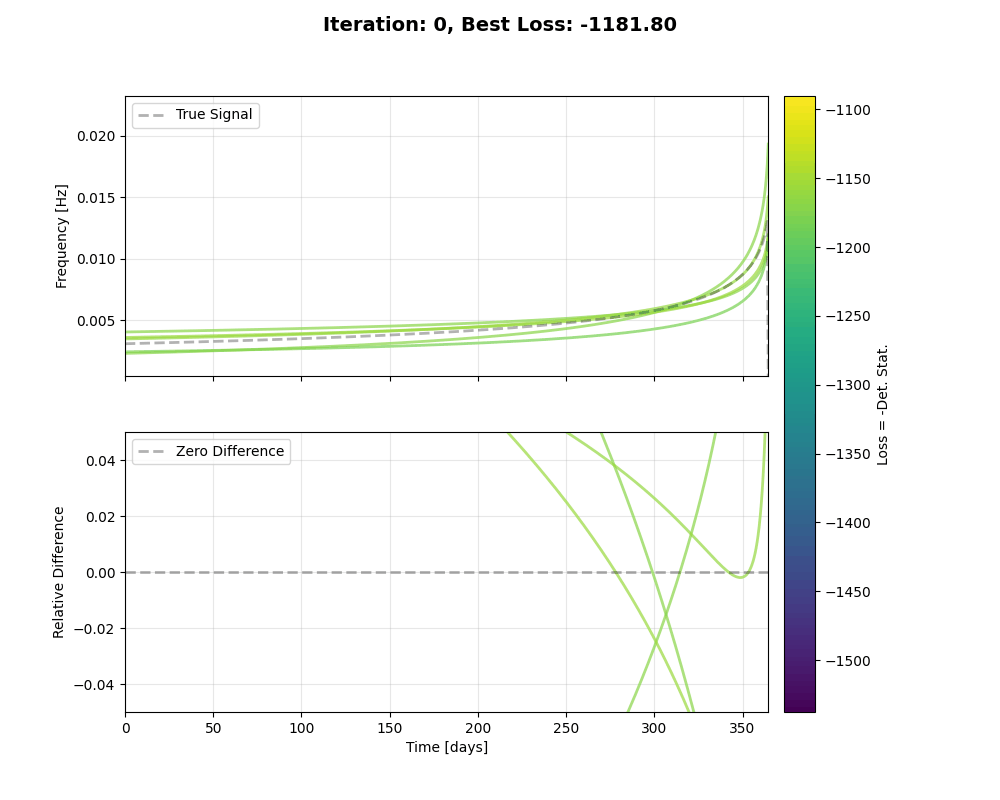 Iteration: 0, Best Loss: -1181.80
True Signal
0.020
0.015
0.010
0.005
Frequency [Hz]
Zero Difference
0.04
0.02
0.00
−0.02
−0.04
Relative Difference
0 50 100 150 200 250 300 350
Time [days]
−1100
−1150
−1200
−1250
−1300
−1350
−1400
−1450
−1500
Loss = -Det. Stat.